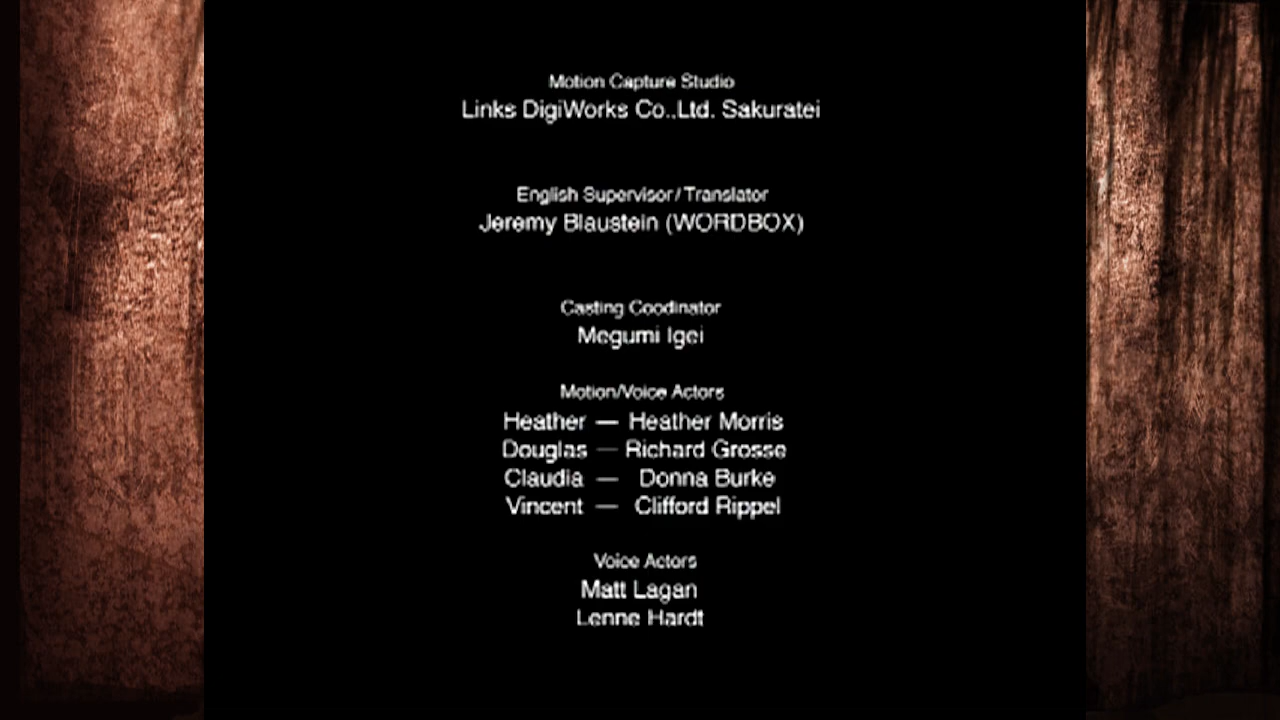 Motion Capture Studio
Links DigiWorks Co.,Ltd. Sakuratei
English Supervisor/Translator
Jeremy Blaustein (WORDBOX)
Casting Coodinator
Megumi Igei
Motion/Voice Actors
Heather — Heather Morris
Douglas — Richard Grosse
Claudia — Donna Burke
Vincent — Clifford Rippel
Voice Actors
Matt Lagan
Lenne Hardt